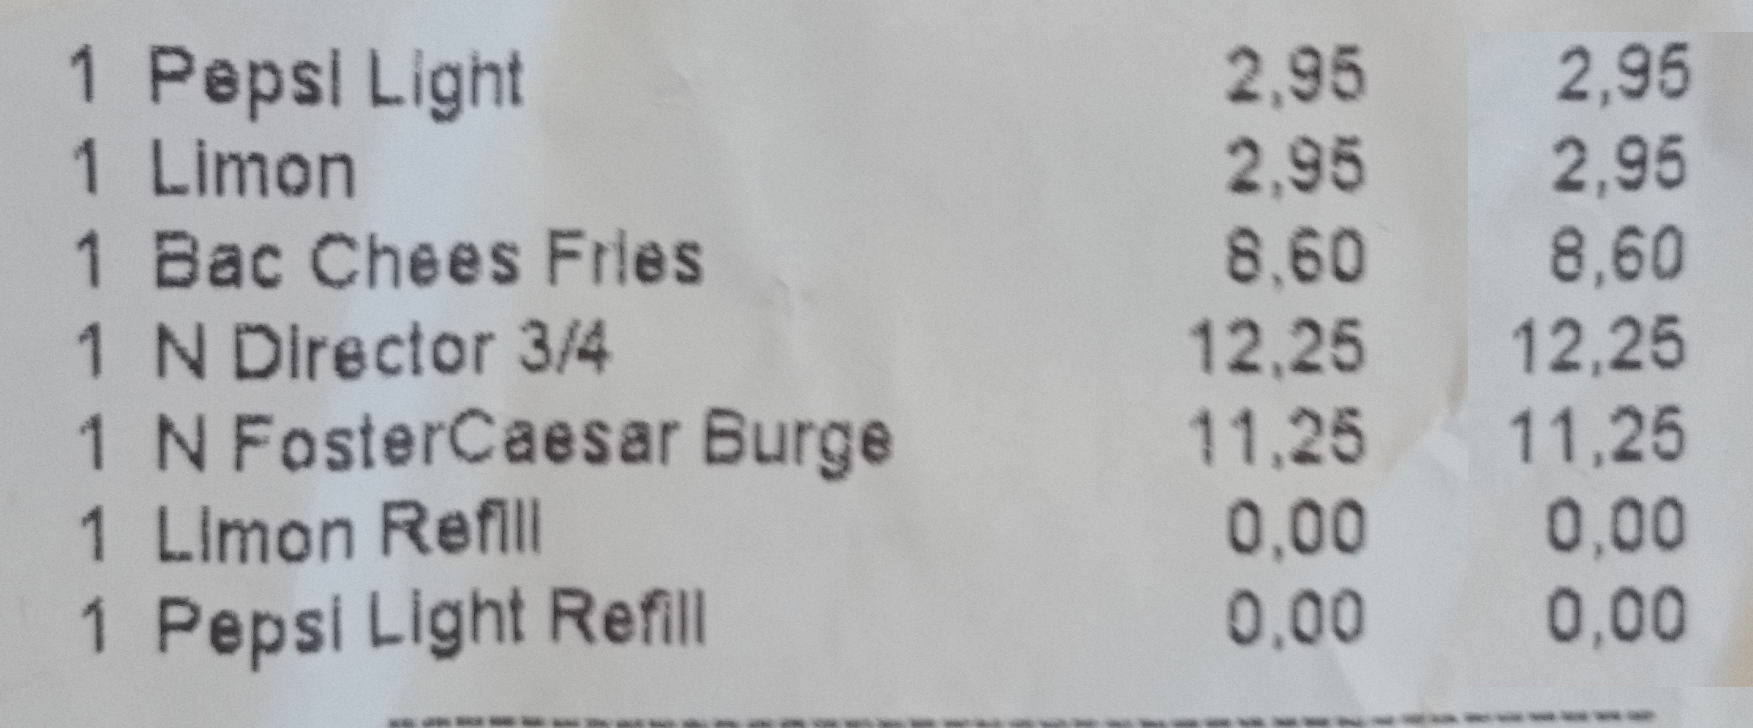 1 Pepsi Light 2,95 2,95
1 Limon 2,95 2,95
1 Bac Chees Fries 8,60 8,60
1 N Director 3/4 12,25 12,25
1 N FosterCaesar Burge 11,25 11,25
1 Limon Refill 0,00 0,00
1 Pepsi Light Refill 0,00 0,00